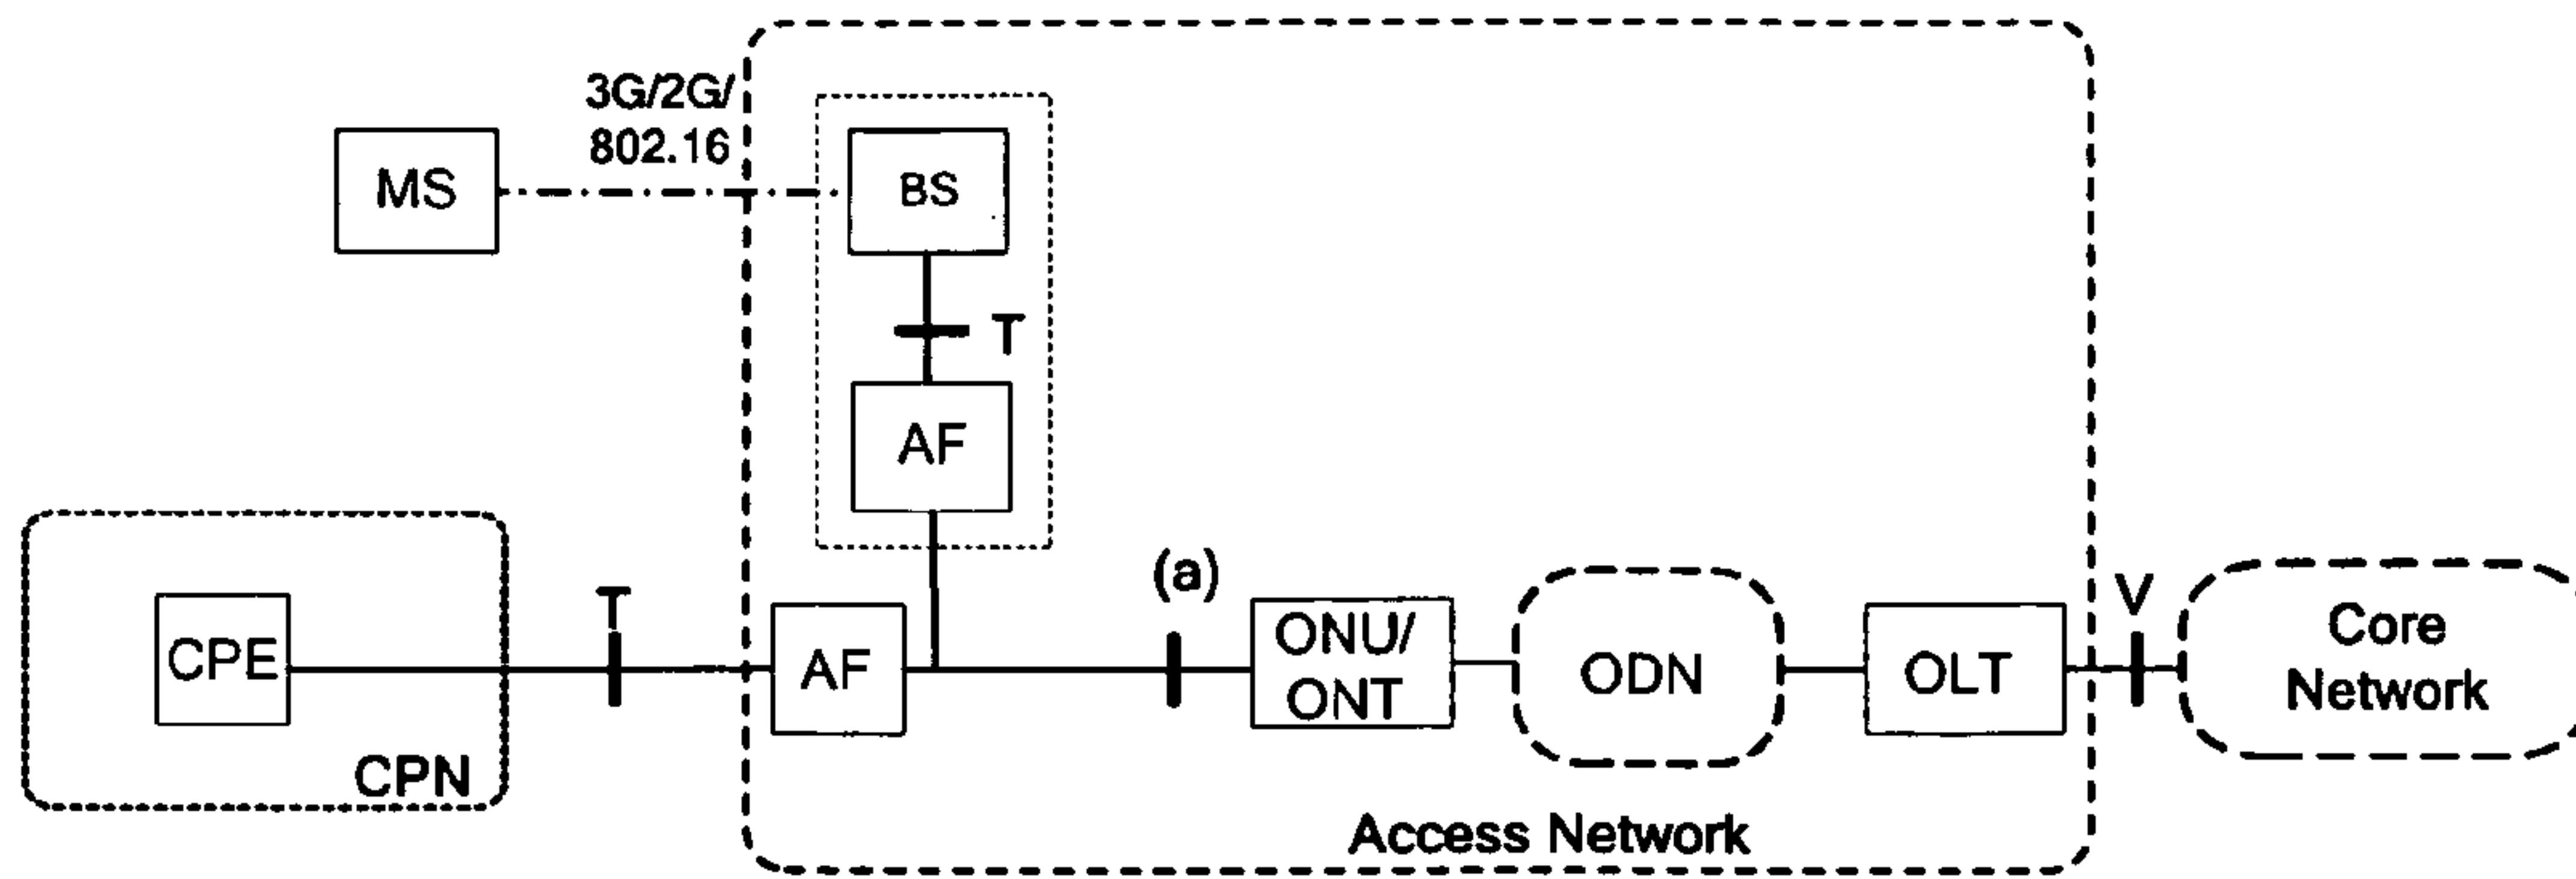 3G/2G/
802.16
MS
BS
T
AF
(a)
T
V
CPE
AF
ONU/
ONT
ODN
OLT
Core
Network
CPN
Access Network